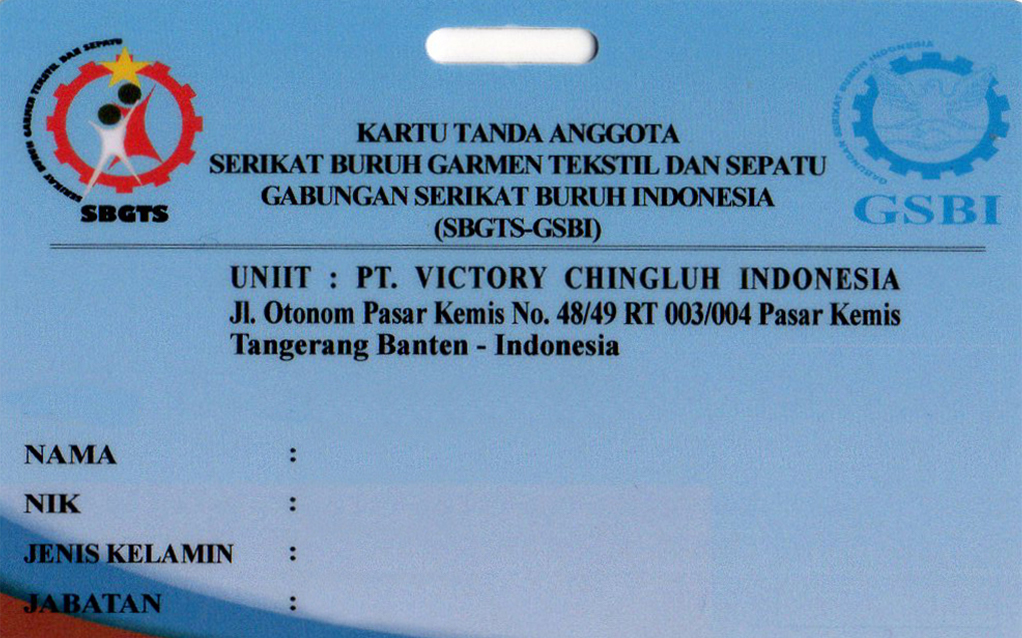 SERIKAT BURUH GARMEN TEKSTIL DAN SEPATU
SBGTS
GABUNGAN SERIKAT BURUH INDONESIA
GSBI
KARTU TANDA ANGGOTA
SERIKAT BURUH GARMEN TEKSTIL DAN SEPATU
GABUNGAN SERIKAT BURUH INDONESIA
(SBGTS-GSBI)
UNIIT : PT. VICTORY CHINGLUH INDONESIA
Jl. Otonom Pasar Kemis No. 48/49 RT 003/004 Pasar Kemis
Tangerang Banten - Indonesia
NAMA :
NIK :
JENIS KELAMIN :
JABATAN :